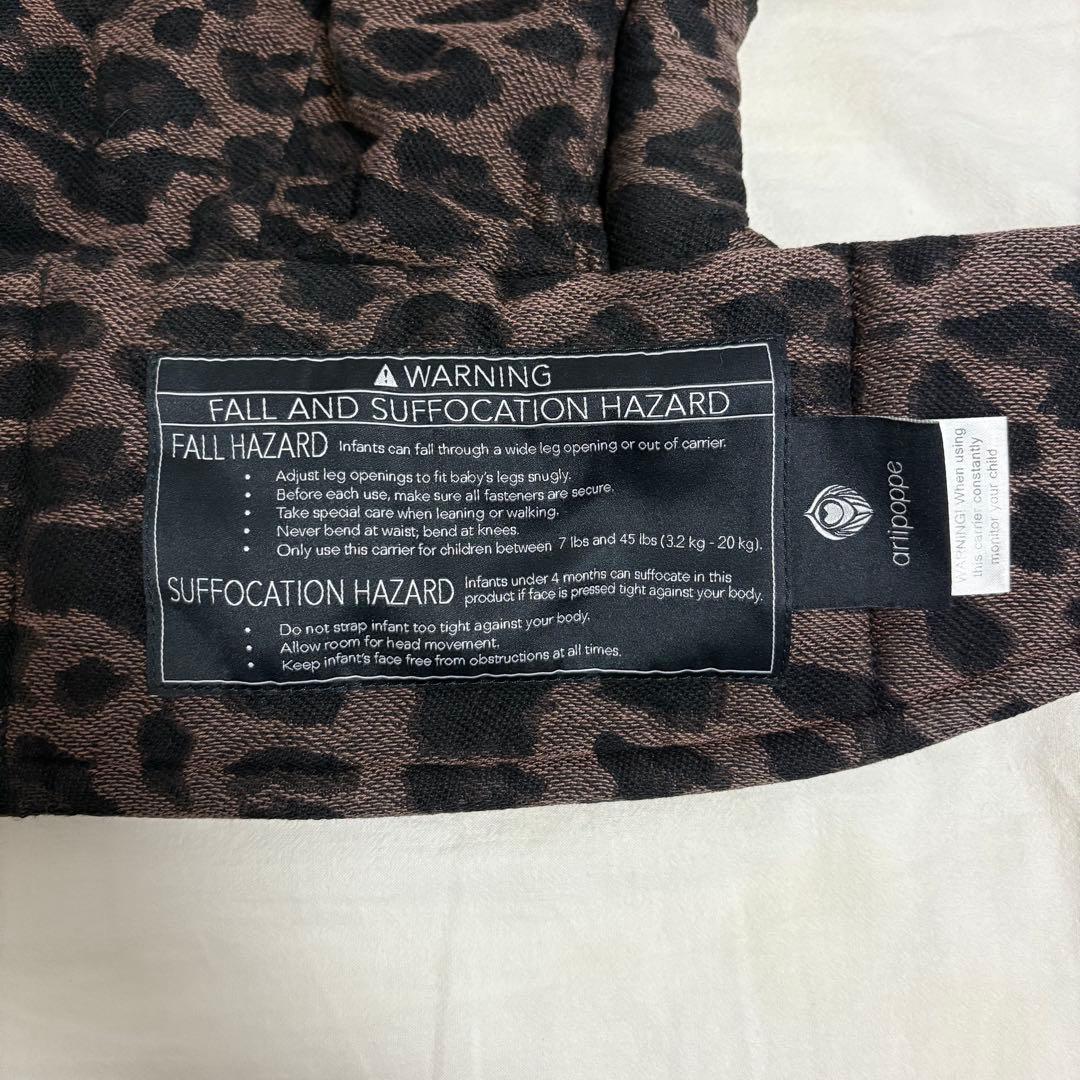 ⚠ WARNING
FALL AND SUFFOCATION HAZARD
FALL HAZARD Infants can fall through a wide leg opening or out of carrier.
• Adjust leg openings to fit baby's legs snugly.
• Before each use, make sure all fasteners are secure.
• Take special care when leaning or walking.
• Never bend at waist; bend at knees.
• Only use this carrier for children between 7 lbs and 45 lbs (3.2 kg - 20 kg).
SUFFOCATION HAZARD Infants under 4 months can suffocate in this
product if face is pressed tight against your body.
• Do not strap infant too tight against your body.
• Allow room for head movement.
• Keep infant's face free from obstructions at all times.
artipoppe
WARNING! When using
this carrier constantly
monitor your child